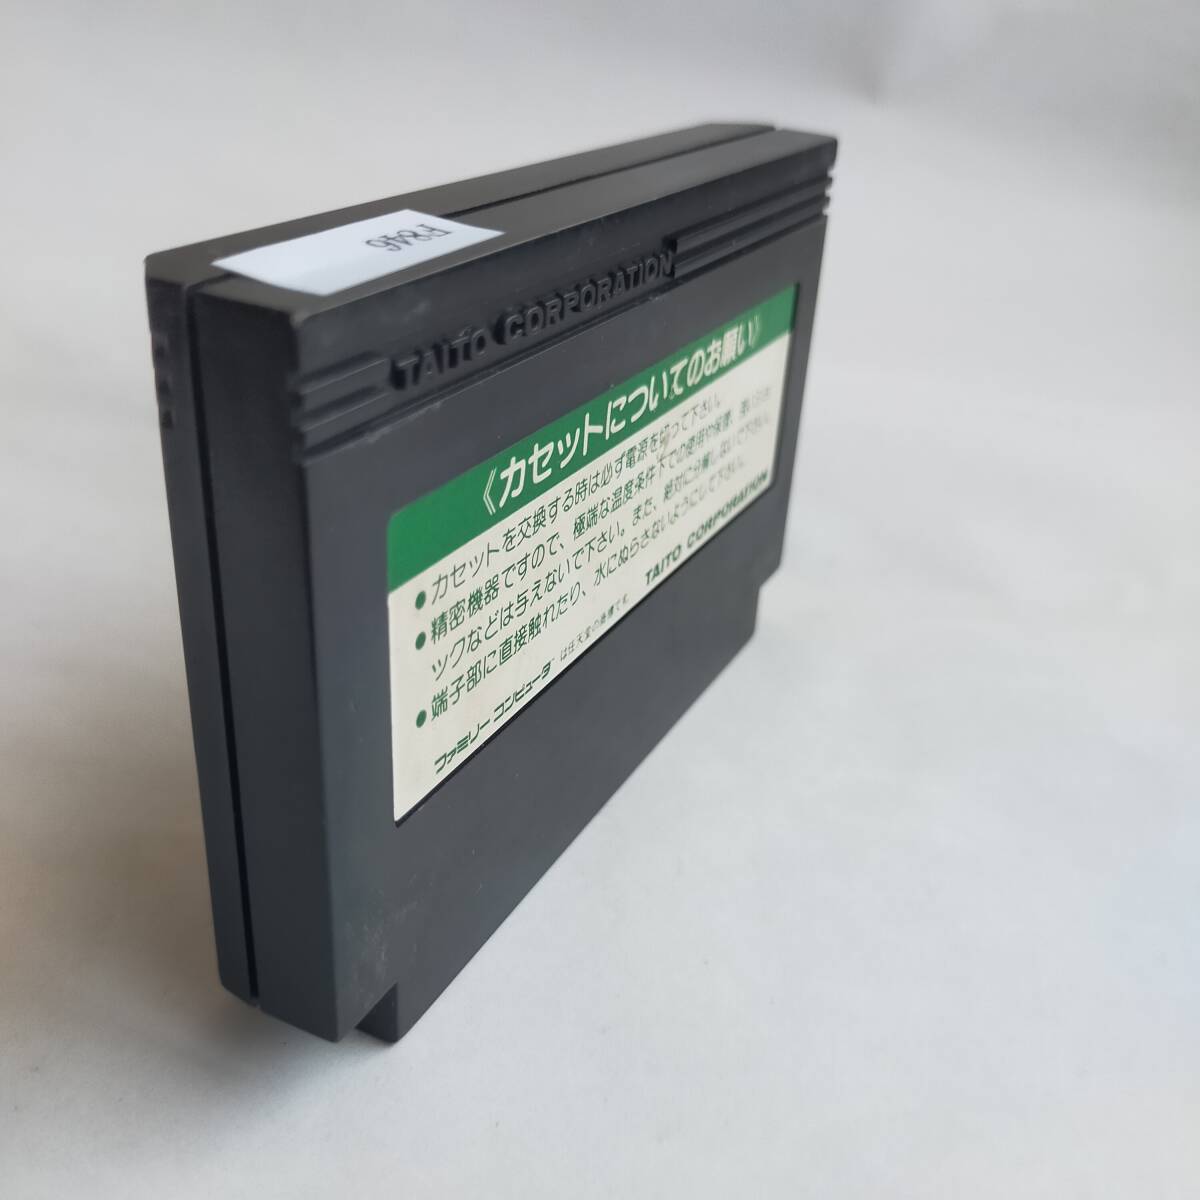 F846
TAITO CORPORATION
《カセットについてのお願い》
●カセットを交換する時は必ず電源を切って下さい。
●精密機器ですので、極端な温度条件下での使用や保管、強いショ
ックなどは与えないで下さい。また、絶対に分解しないで下さい。
●端子部に直接触れたり、水にぬらさないようにして下さい。
TAITO CORPORATION
ファミリーコンピュータ は任天堂の商標です。